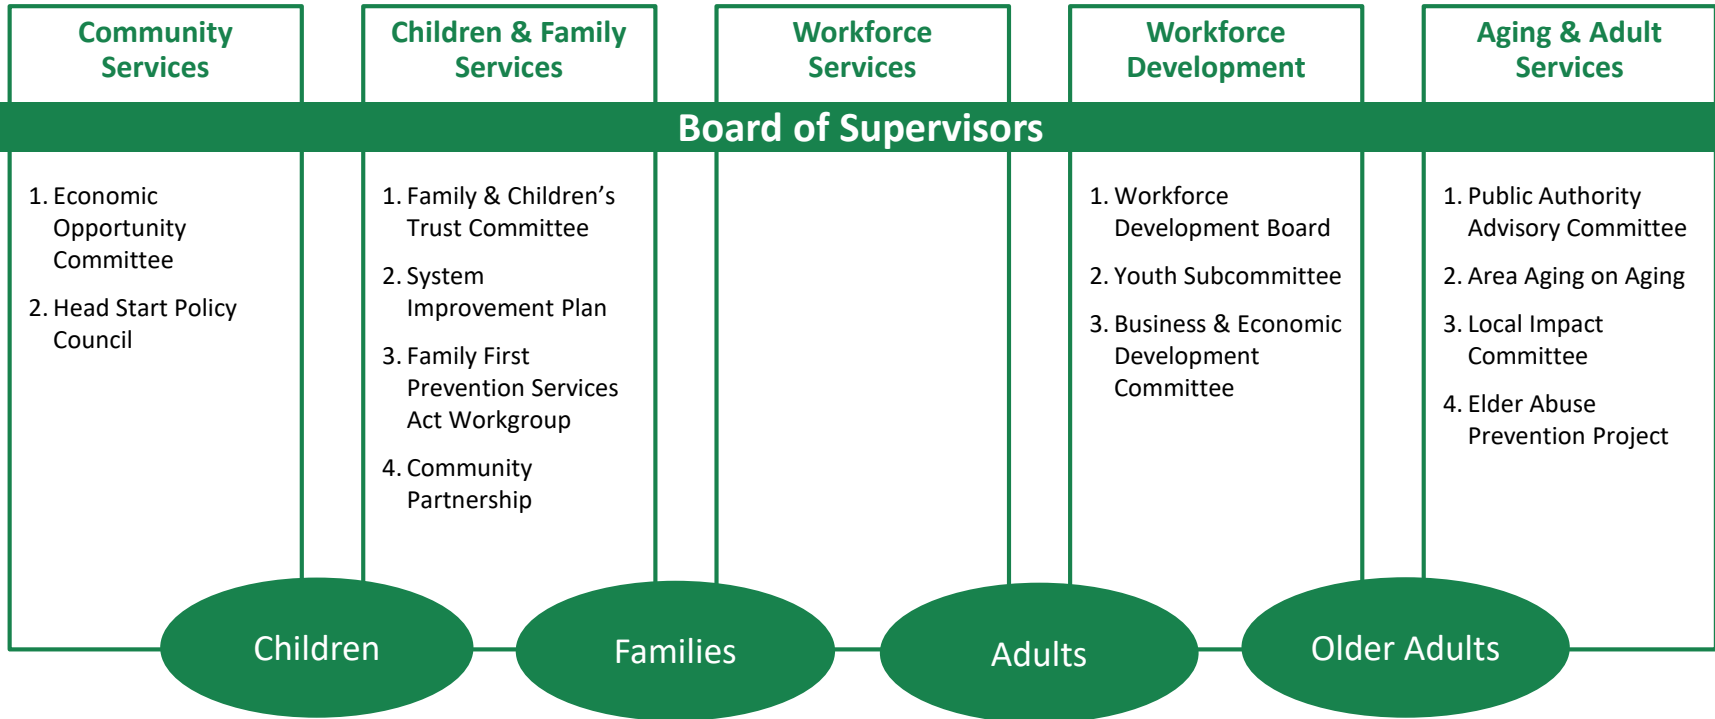 Community
Services
Children & Family
Services
Workforce
Services
Workforce
Development
Aging & Adult
Services
Board of Supervisors
1. Economic
Opportunity
Committee
2. Head Start Policy
Council
1. Family & Children’s
Trust Committee
2. System
Improvement Plan
3. Family First
Prevention Services
Act Workgroup
4. Community
Partnership
1. Workforce
Development Board
2. Youth Subcommittee
3. Business & Economic
Development
Committee
1. Public Authority
Advisory Committee
2. Area Aging on Aging
3. Local Impact
Committee
4. Elder Abuse
Prevention Project
Children
Families
Adults
Older Adults